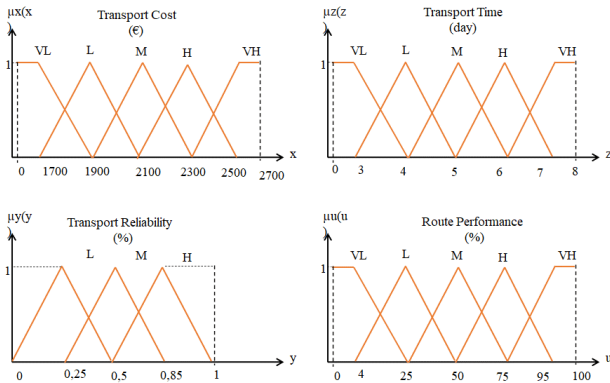 μx(x
)
Transport Cost
(€)
VL L M H VH
1
x
0 1700 1900 2100 2300 2500 2700
μz(z
)
Transport Time
(day)
VL L M H VH
1
z
0 3 4 5 6 7 8
μy(y
)
Transport Reliability
(%)
L M H
1
y
0 0,25 0,5 0,85 1
μu(u
)
Route Performance
(%)
VL L M H VH
1
u
0 4 25 50 75 95 100